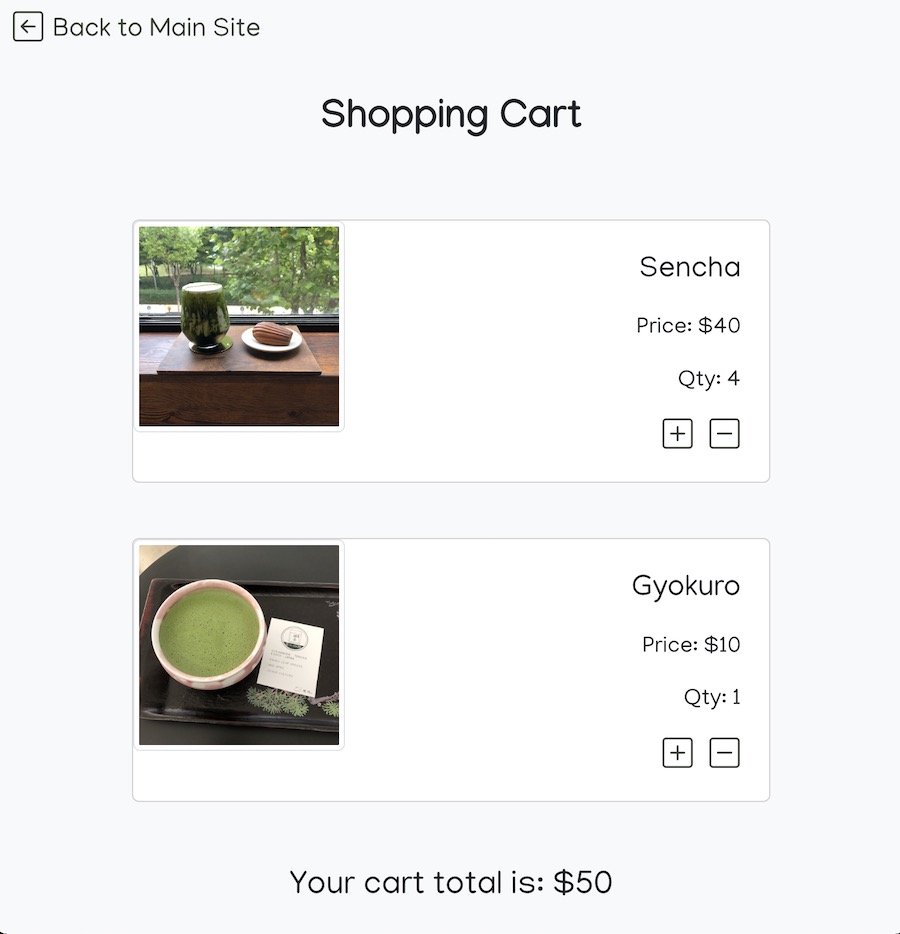 Back to Main Site
Shopping Cart
Sencha
Price: $40
Qty: 4
Gyokuro
Price: $10
Qty: 1
Your cart total is: $50